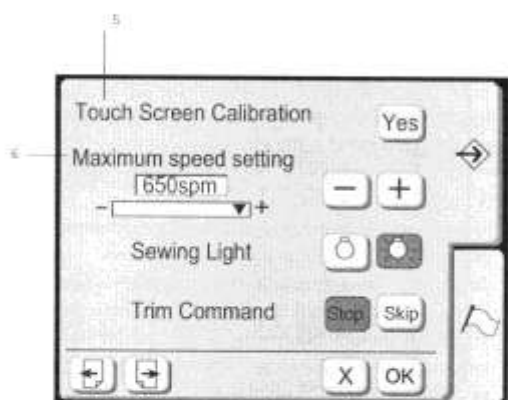 5
Touch Screen Calibration Yes
6
Maximum speed setting
650spm
- + − +
Sewing Light
Trim Command Stop Skip
X OK